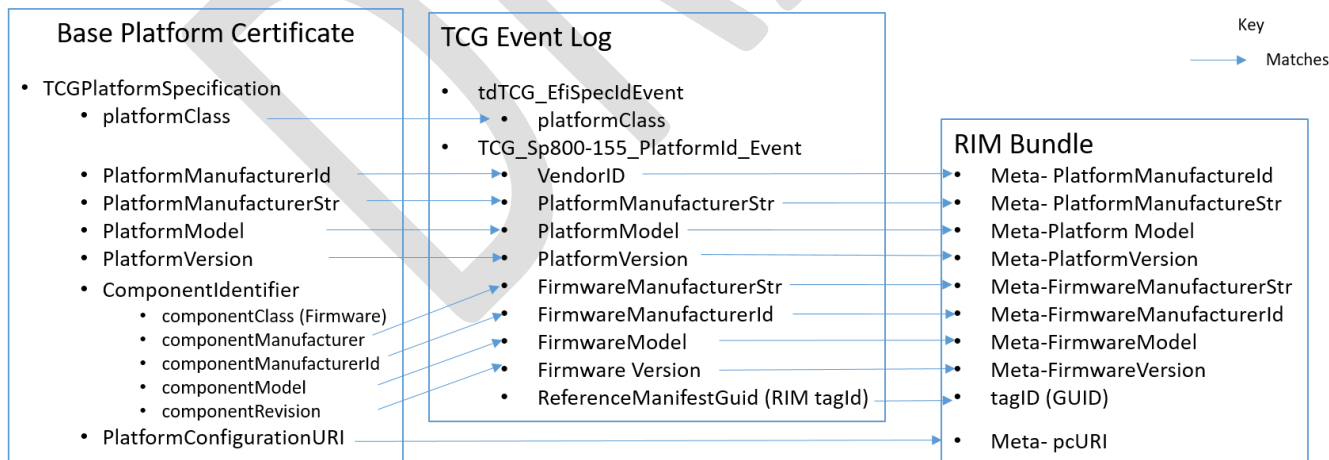 Base Platform Certificate
• TCGPlatformSpecification
• platformClass
• PlatformManufacturerId
• PlatformManufacturerStr
• PlatformModel
• PlatformVersion
• ComponentIdentifier
• componentClass (Firmware)
• componentManufacturer
• componentManufacturerId
• componentModel
• componentRevision
• PlatformConfigurationURI
TCG Event Log
• tdTCG_EfiSpecIdEvent
• platformClass
• TCG_Sp800-155_PlatformId_Event
• VendorID
• PlatformManufacturerStr
• PlatformModel
• PlatformVersion
• FirmwareManufacturerStr
• FirmwareManufacturerId
• FirmwareModel
• Firmware Version
• ReferenceManifestGuid (RIM tagId)
Key
Matches
RIM Bundle
• Meta- PlatformManufactureId
• Meta- PlatformManufactureStr
• Meta-Platform Model
• Meta-PlatformVersion
• Meta-FirmwareManufacturerStr
• Meta-FirmwareManufacturerId
• Meta-FirmwareModel
• Meta-FirmwareVersion
• tagID (GUID)
• Meta- pcURI